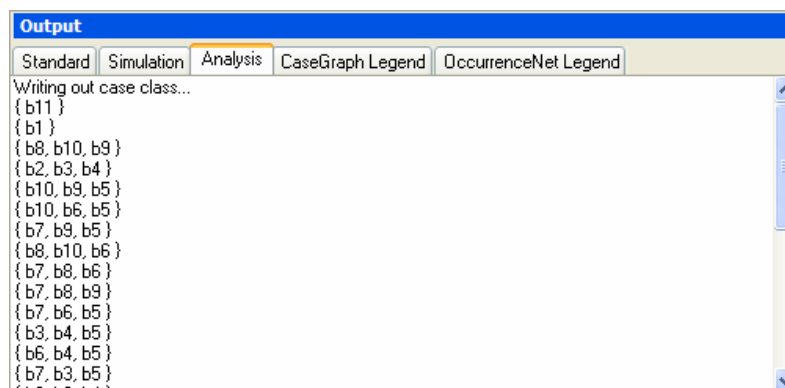 Output
Standard Simulation Analysis CaseGraph Legend OccurrenceNet Legend
Writing out case class...
{ b11 }
{ b1 }
{ b8, b10, b9 }
{ b2, b3, b4 }
{ b10, b9, b5 }
{ b10, b6, b5 }
{ b7, b9, b5 }
{ b8, b10, b6 }
{ b7, b8, b6 }
{ b7, b8, b9 }
{ b7, b6, b5 }
{ b3, b4, b5 }
{ b6, b4, b5 }
{ b7, b3, b5 }